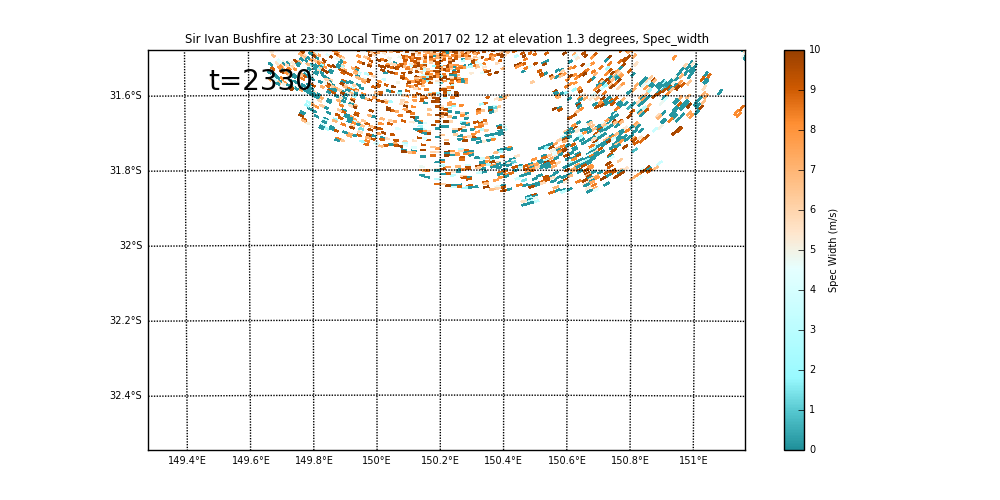 Sir Ivan Bushfire at 23:30 Local Time on 2017 02 12 at elevation 1.3 degrees, Spec_width
t=2330
31.6°S
31.8°S
32°S
32.2°S
32.4°S
149.4°E 149.6°E 149.8°E 150°E 150.2°E 150.4°E 150.6°E 150.8°E 151°E
10
9
8
7
6
5
4
3
2
1
0
Spec Width (m/s)